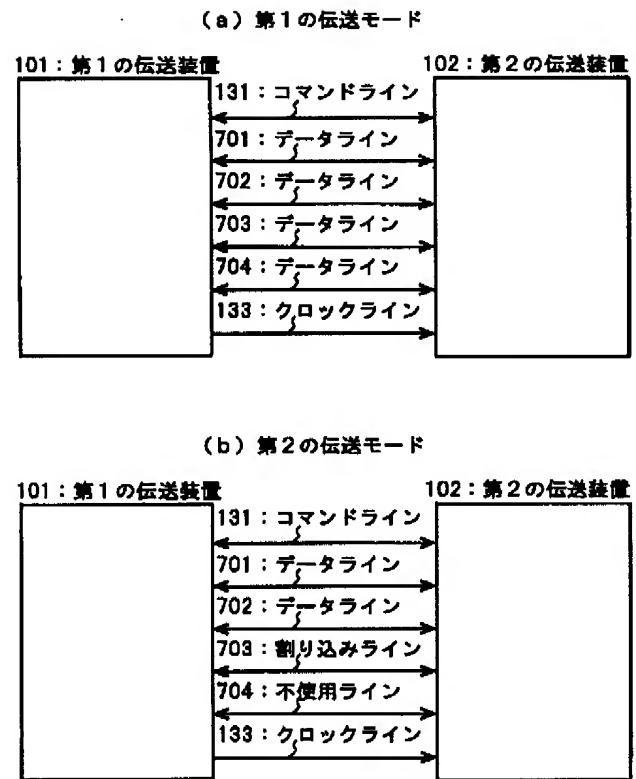 (a) 第1の伝送モード
101：第1の伝送装置
102：第2の伝送装置
131：コマンドライン
701：データライン
702：データライン
703：データライン
704：データライン
133：クロックライン
(b) 第2の伝送モード
101：第1の伝送装置
102：第2の伝送装置
131：コマンドライン
701：データライン
702：データライン
703：割り込みライン
704：不使用ライン
133：クロックライン